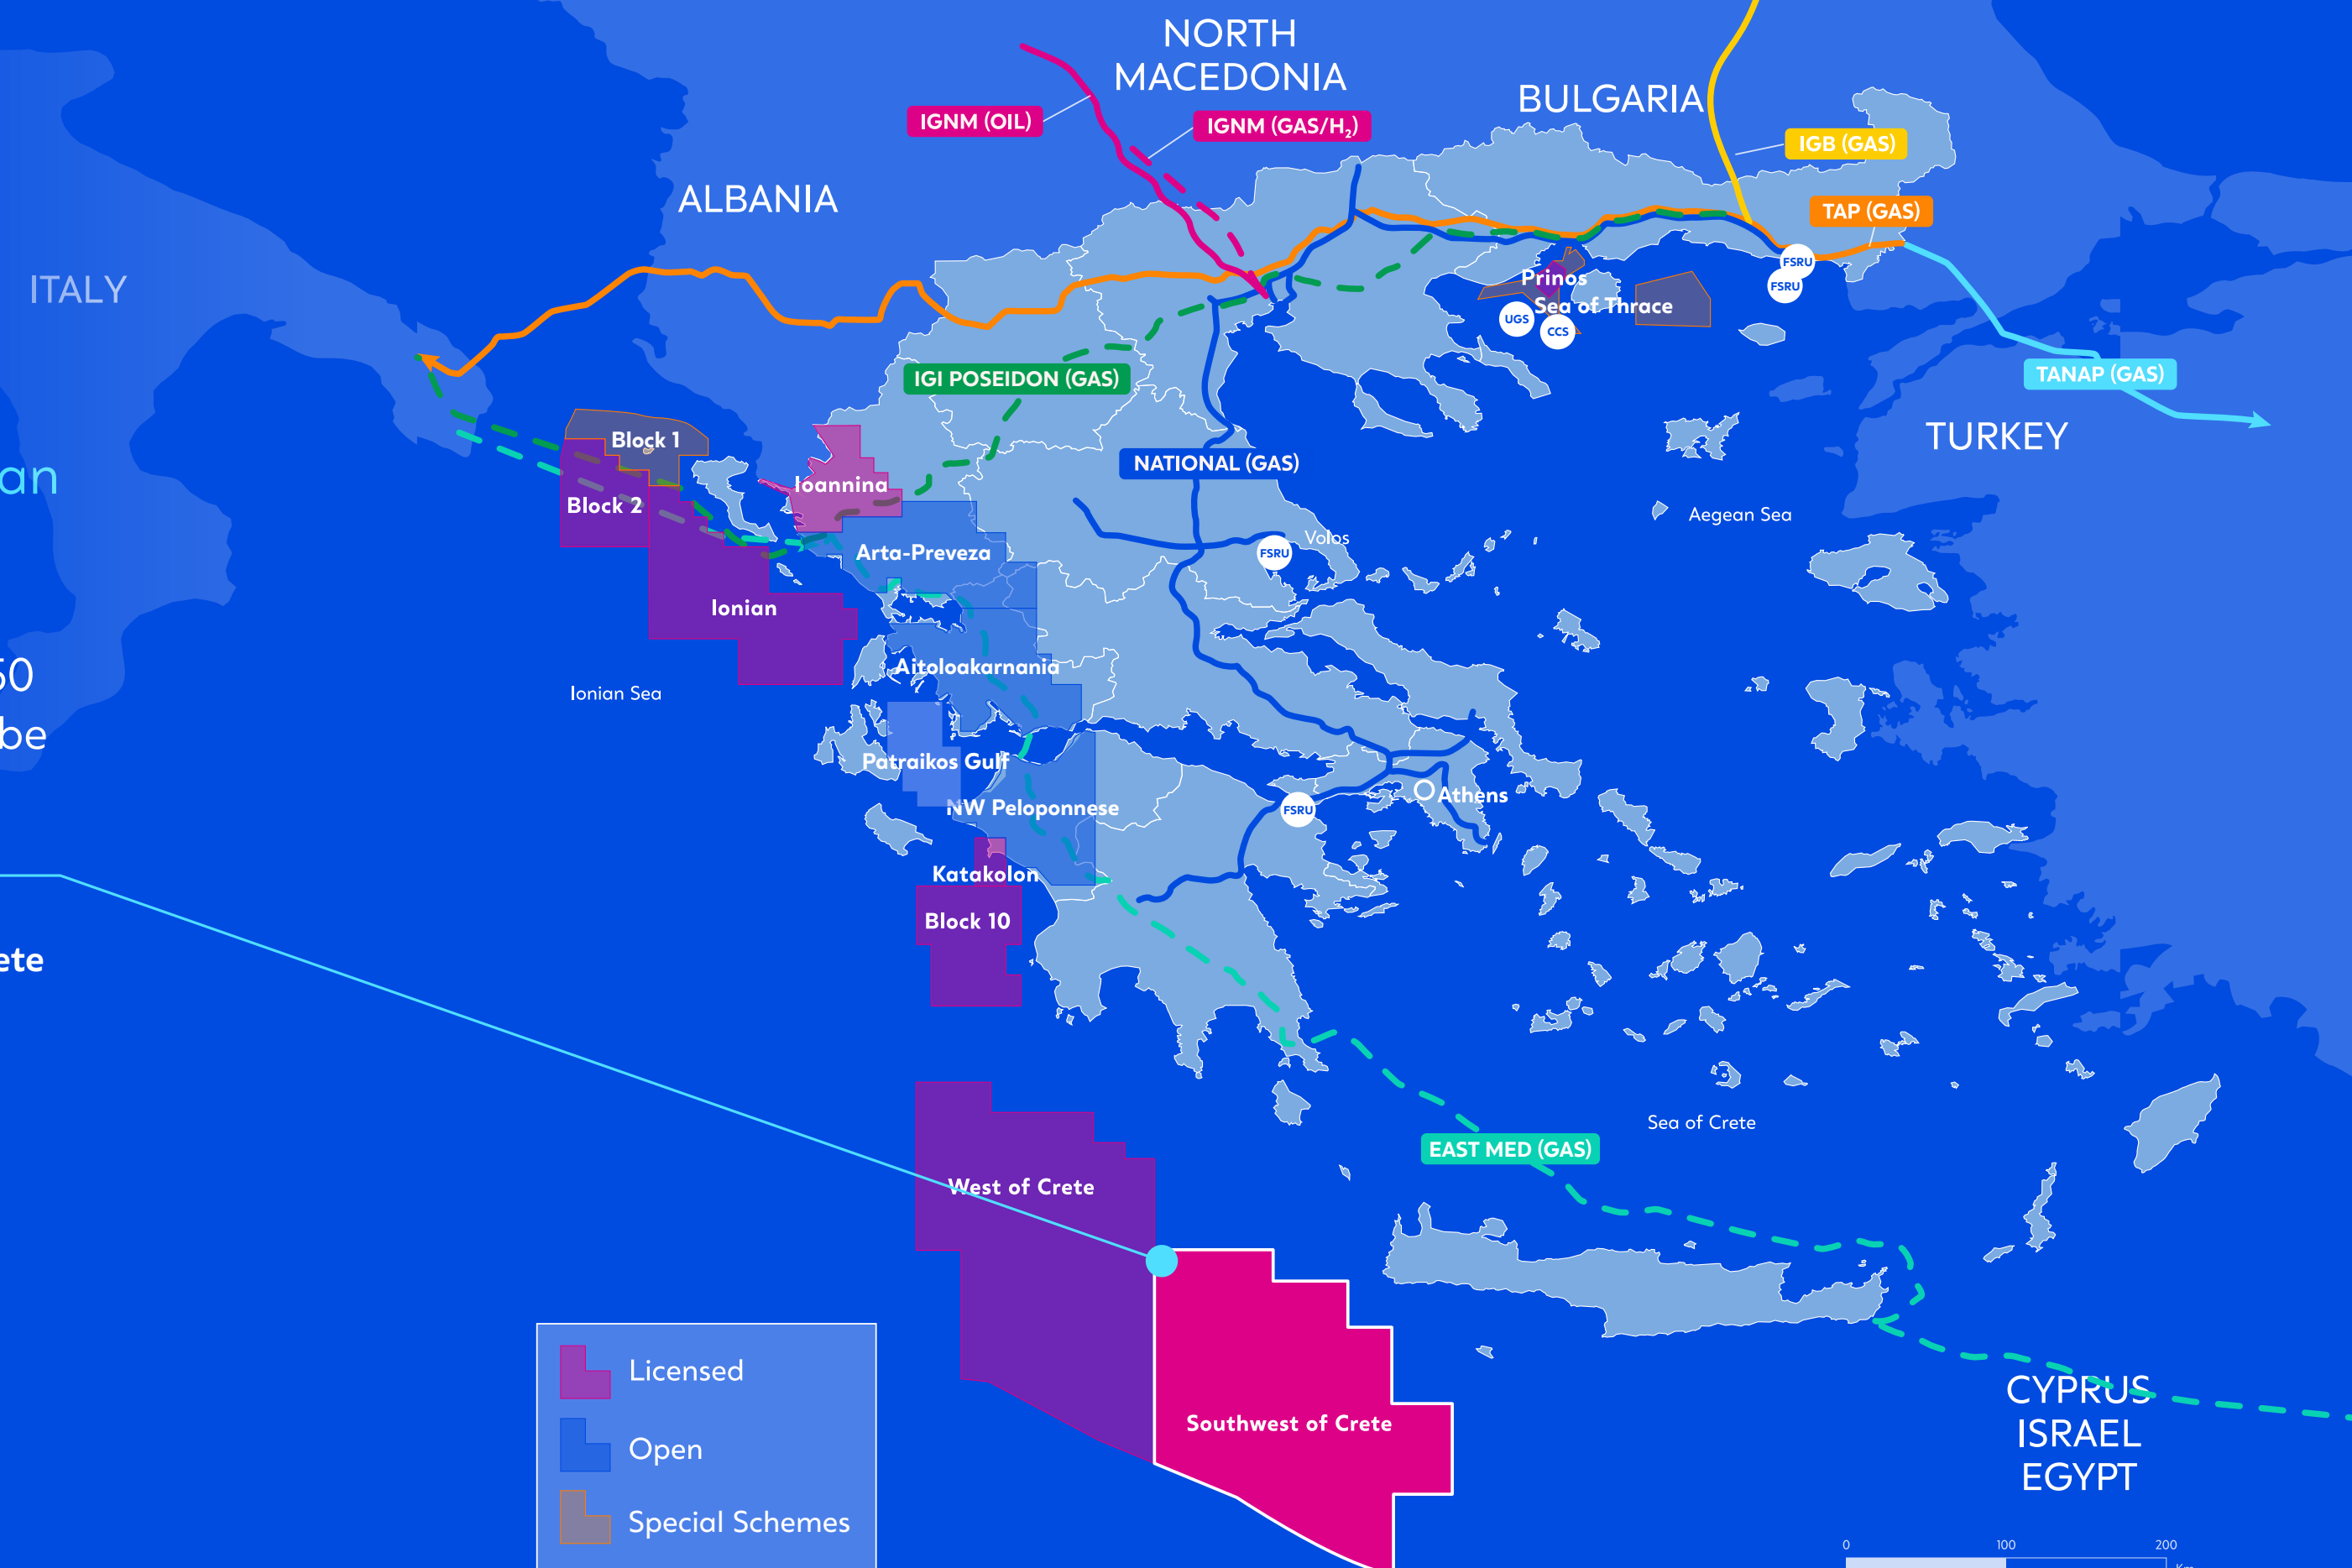 NORTH
MACEDONIA
BULGARIA
IGNM (OIL)
IGNM (GAS/H₂)
IGB (GAS)
ALBANIA
TAP (GAS)
ITALY
FSRU
FSRU
Prinos
Sea of Thrace
UGS
CCS
IGI POSEIDON (GAS)
TANAP (GAS)
TURKEY
Block 1
NATIONAL (GAS)
an
Ioannina
Block 2
Aegean Sea
Volos
FSRU
Arta-Preveza
Ionian
Aitoloakarnania
50
Ionian Sea
be
Patraikos Gulf
Athens
NW Peloponnese
FSRU
Katakolon
Block 10
ete
Sea of Crete
EAST MED (GAS)
West of Crete
Licensed
CYPRUS
Southwest of Crete
ISRAEL
Open
EGYPT
Special Schemes
0 100 200